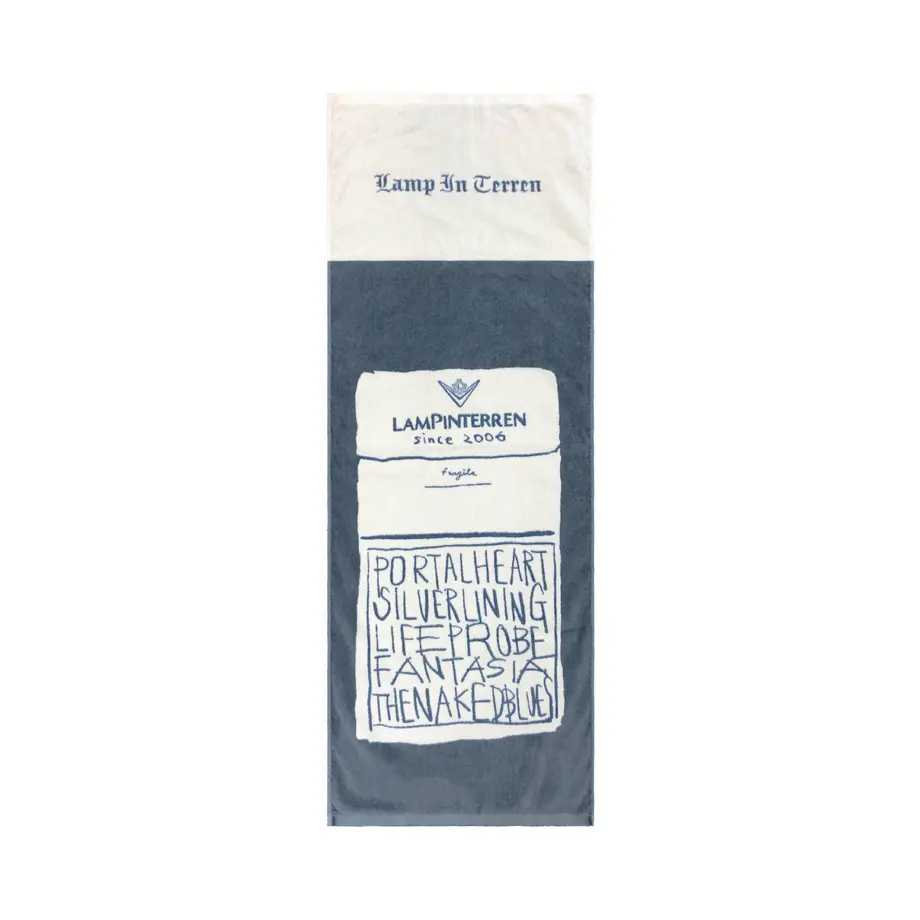 Lamp In Terren
LAMPINTERREN
since 2006
fragile
PORTALHEART
SILVERLINING
LIFEPROBE
FANTASIA
THENAKEDBLUES